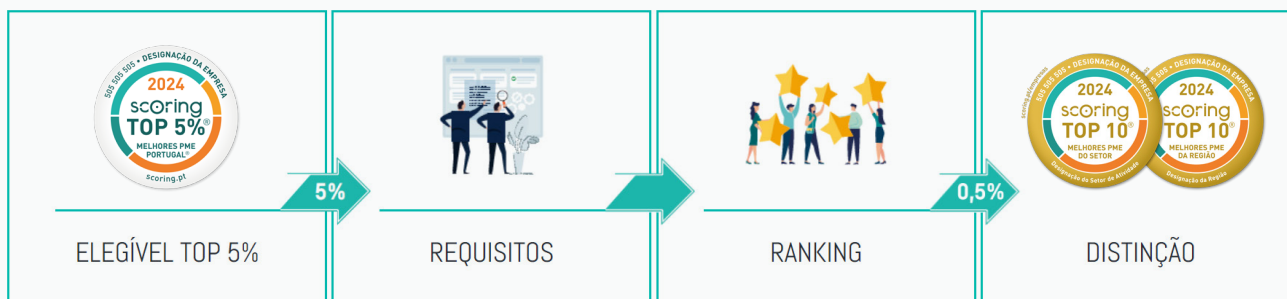 505 505 505 • DESIGNAÇÃO DA EMPRESA
2024
scoring
TOP 5%®
MELHORES PME
PORTUGAL®
scoring.pt
5%
ELEGÍVEL TOP 5%
REQUISITOS
RANKING
0,5%
scoring.pt/empresas
505 505 505 • DESIGNAÇÃO DA EMPRESA
2024
scoring
TOP 10®
MELHORES PME
DO SETOR
Designação do Setor de Atividade
505 505 • DESIGNAÇÃO DA EMPRESA
2024
scoring
TOP 10®
MELHORES PME
DA REGIÃO
Designação da Região
DISTINÇÃO